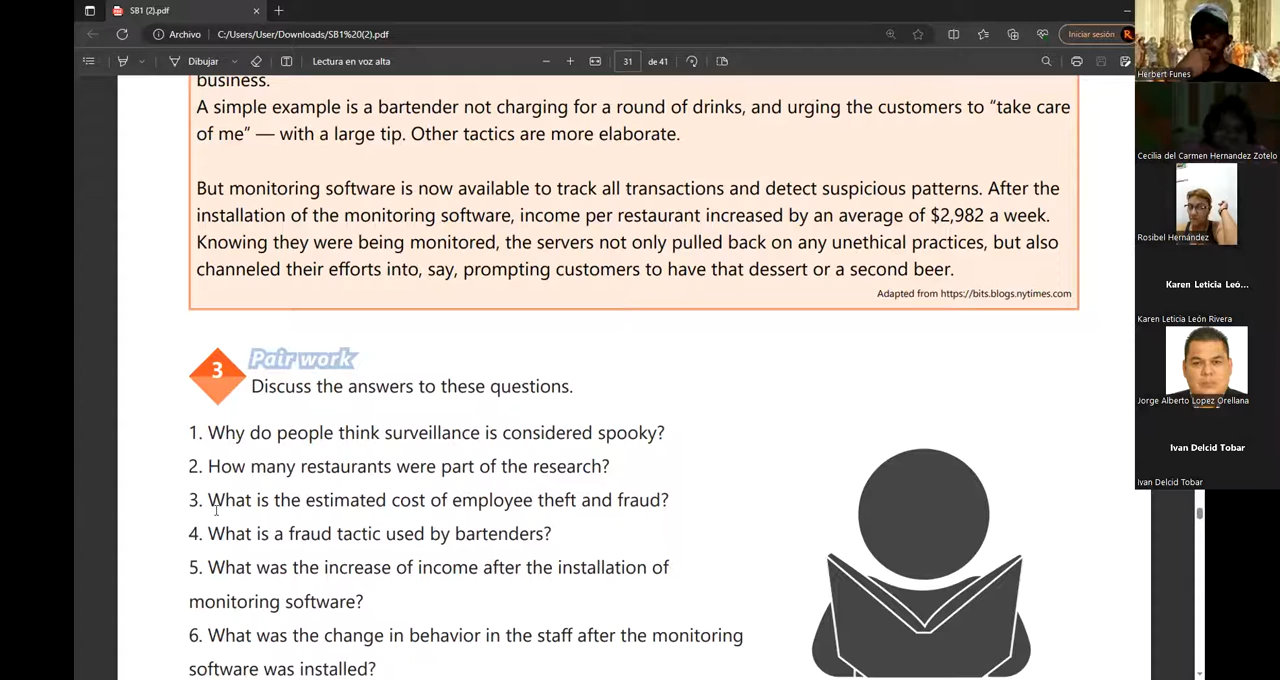 SB1 (2).pdf
Archivo
C:/Users/User/Downloads/SB1%20(2).pdf
Iniciar sesión
Dibujar
Lectura en voz alta
31
de 41
business.
A simple example is a bartender not charging for a round of drinks, and urging the customers to “take care
of me” — with a large tip. Other tactics are more elaborate.
But monitoring software is now available to track all transactions and detect suspicious patterns. After the
installation of the monitoring software, income per restaurant increased by an average of $2,982 a week.
Knowing they were being monitored, the servers not only pulled back on any unethical practices, but also
channeled their efforts into, say, prompting customers to have that dessert or a second beer.
Adapted from https://bits.blogs.nytimes.com
3
Pair work
Discuss the answers to these questions.
1. Why do people think surveillance is considered spooky?
2. How many restaurants were part of the research?
3. What is the estimated cost of employee theft and fraud?
4. What is a fraud tactic used by bartenders?
5. What was the increase of income after the installation of
monitoring software?
6. What was the change in behavior in the staff after the monitoring
software was installed?
Herbert Funes
Cecilia del Carmen Hernandez Zotelo
Rosibel Hernández
Karen Leticia Leó...
Karen Leticia León Rivera
Jorge Alberto Lopez Orellana
Ivan Delcid Tobar
Ivan Delcid Tobar